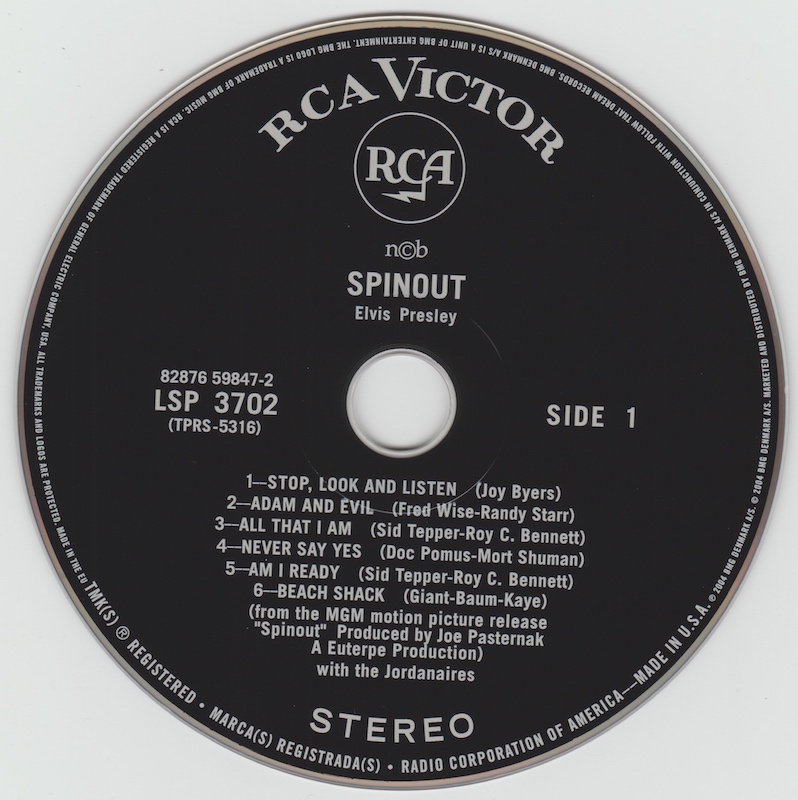 RCA VICTOR
RCA
n©b
SPINOUT
Elvis Presley
82876 59847-2
LSP 3702
(TPRS-5316)
SIDE 1
1—STOP, LOOK AND LISTEN (Joy Byers)
2—ADAM AND EVIL (Fred Wise-Randy Starr)
3—ALL THAT I AM (Sid Tepper-Roy C. Bennett)
4—NEVER SAY YES (Doc Pomus-Mort Shuman)
5—AM I READY (Sid Tepper-Roy C. Bennett)
6—BEACH SHACK (Giant-Baum-Kaye)
(from the MGM motion picture release
"Spinout" Produced by Joe Pasternak
A Euterpe Production)
with the Jordanaires
STEREO
TMK(S) ® REGISTERED • MARCA(S) REGISTRADA(S) • RADIO CORPORATION OF AMERICA—MADE IN U.S.A.
℗ 2004 BMG DENMARK A/S. © 2004 BMG DENMARK A/S. MARKETED AND DISTRIBUTED BY BMG DENMARK A/S IN CONJUNCTION WITH FOLLOW THAT DREAM RECORDS. BMG DENMARK A/S IS A UNIT OF BMG ENTERTAINMENT. THE BMG LOGO IS A TRADEMARK OF BMG MUSIC. RCA IS A REGISTERED TRADEMARK OF GENERAL ELECTRIC COMPANY, USA. ALL TRADEMARKS AND LOGOS ARE PROTECTED. MADE IN THE EU